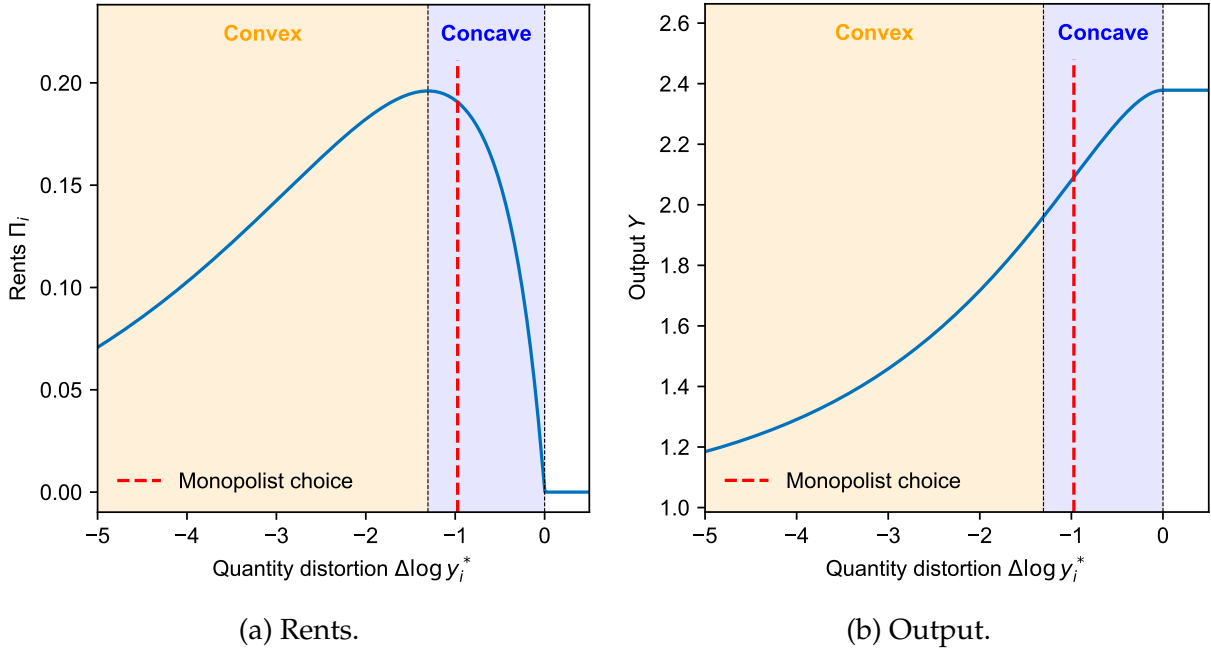 Convex
Concave
0.20
0.15
0.10
0.05
0.00
Rents Πᵢ
Monopolist choice
−5 −4 −3 −2 −1 0
Quantity distortion Δlog yᵢ*
(a) Rents.
Convex
Concave
2.6
2.4
2.2
2.0
1.8
1.6
1.4
1.2
1.0
Output Y
Monopolist choice
−5 −4 −3 −2 −1 0
Quantity distortion Δlog yᵢ*
(b) Output.